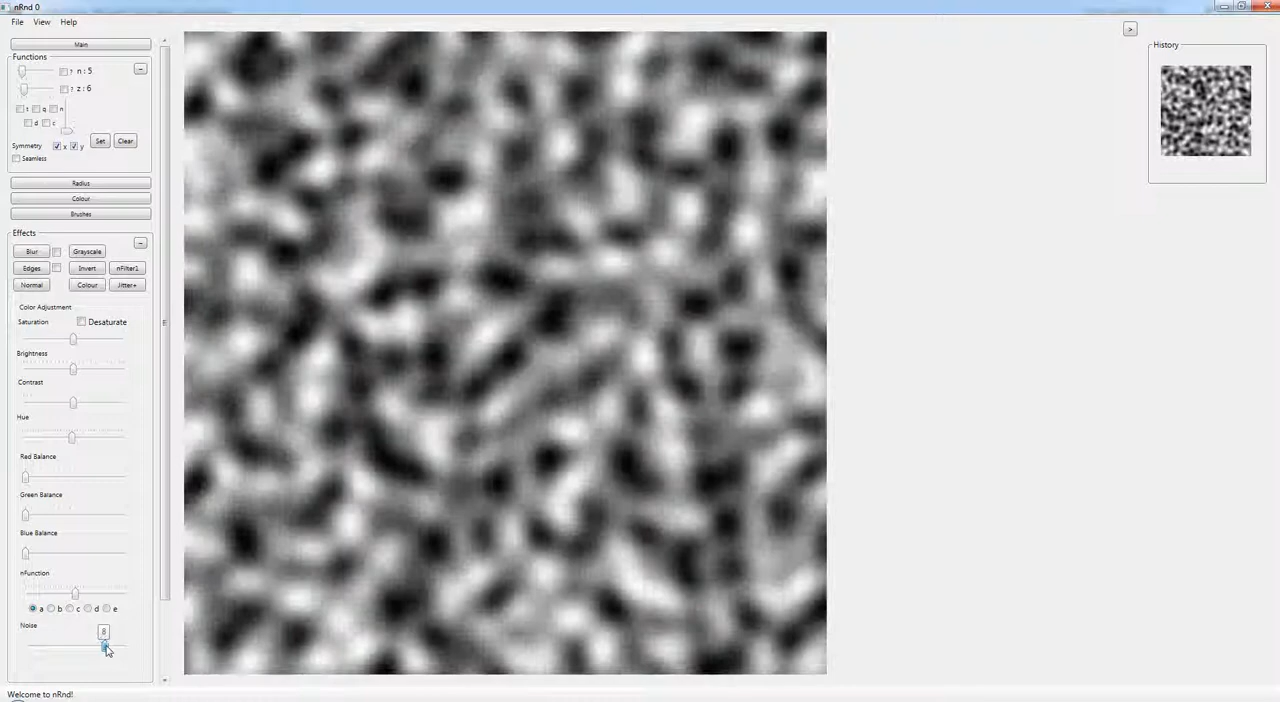 nRnd 0
File View Help
>
Main
Functions
? n : 5
? z : 6
t q n
d c
Set Clear
Symmetry x y
Seamless
Radius
Colour
Brushes
Effects
Blur Grayscale
Edges Invert nFilter1
Normal Colour Jitter+
Color Adjustment
Saturation Desaturate
Brightness
Contrast
Hue
Red Balance
Green Balance
Blue Balance
nFunction
a b c d e
Noise
8
History
Welcome to nRnd!